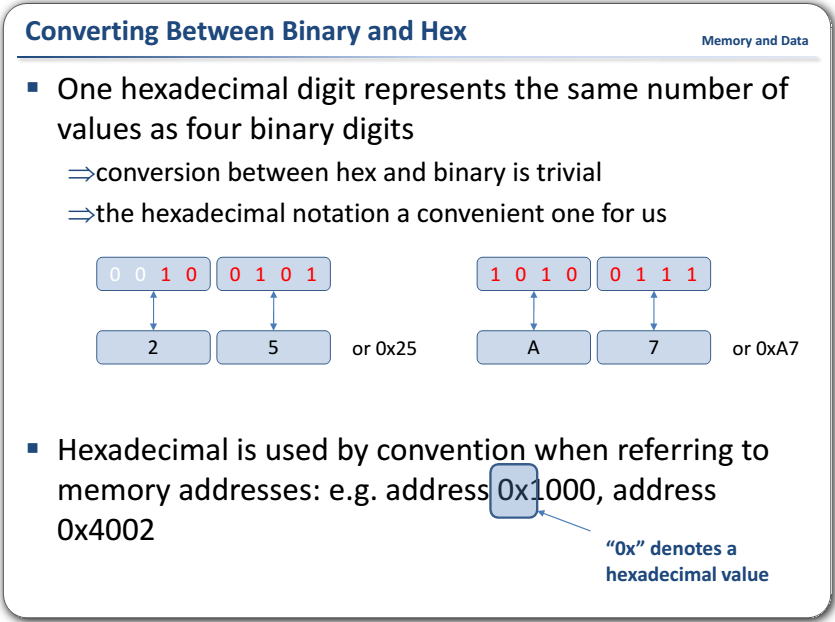 Converting Between Binary and Hex
Memory and Data
▪ One hexadecimal digit represents the same number of
values as four binary digits
⇒conversion between hex and binary is trivial
⇒the hexadecimal notation a convenient one for us
0 0 1 0 0 1 0 1 1 0 1 0 0 1 1 1
2 5 or 0x25 A 7 or 0xA7
▪ Hexadecimal is used by convention when referring to
memory addresses: e.g. address 0x1000, address
0x4002
“0x” denotes a
hexadecimal value